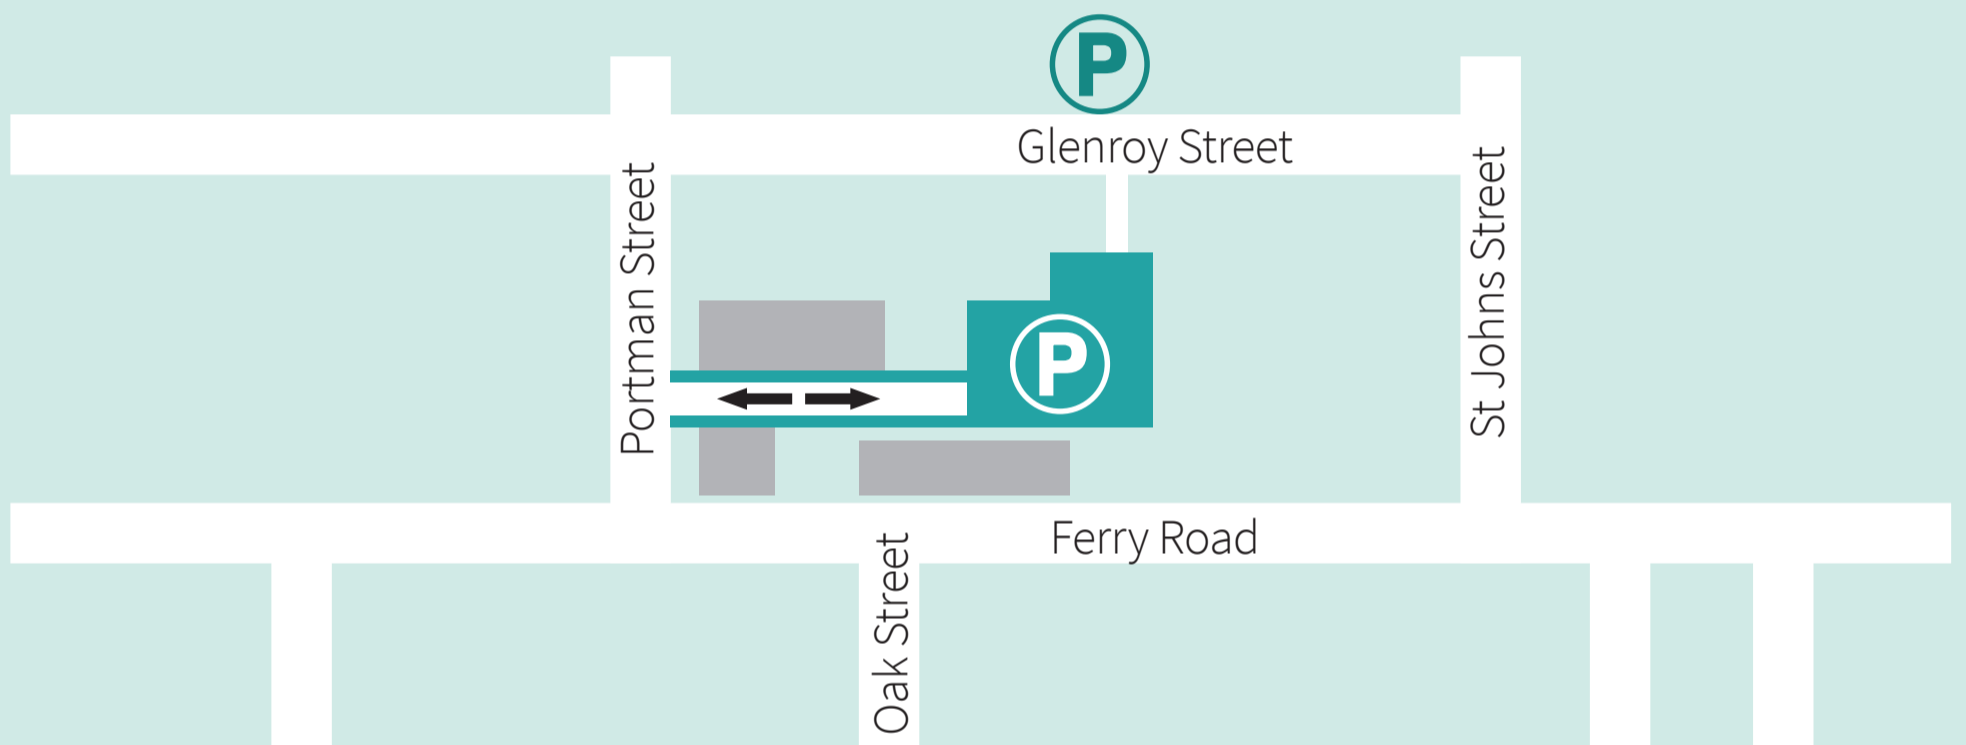 P
Glenroy Street
Portman Street
St Johns Street
P
Ferry Road
Oak Street